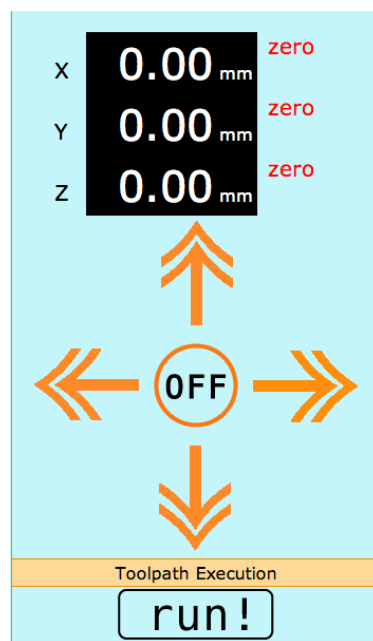 X 0.00 mm zero
Y 0.00 mm zero
Z 0.00 mm zero
OFF
Toolpath Execution
run!